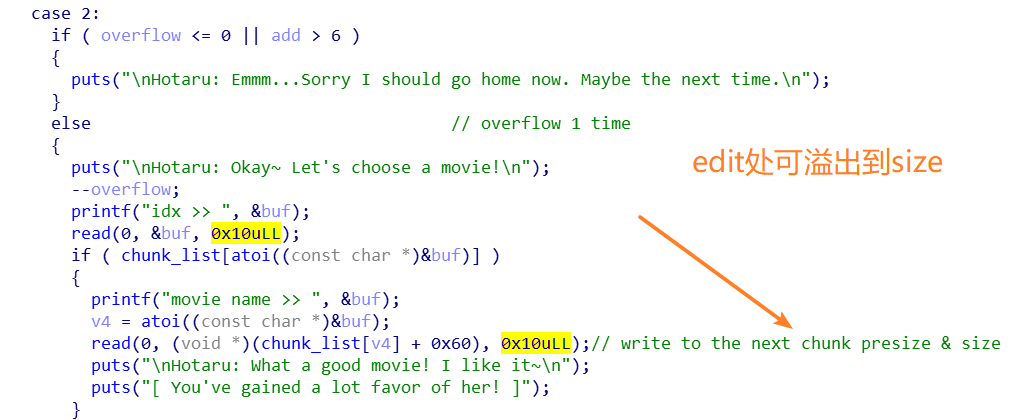 case 2:
if ( overflow <= 0 || add > 6 )
{
puts("\nHotaru: Emmm...Sorry I should go home now. Maybe the next time.\n");
}
else // overflow 1 time
{
puts("\nHotaru: Okay~ Let's choose a movie!\n");
edit处可溢出到size
--overflow;
printf("idx >> ", &buf);
read(0, &buf, 0x10uLL);
if ( chunk_list[atoi((const char *)&buf)] )
{
printf("movie name >> ", &buf);
v4 = atoi((const char *)&buf);
read(0, (void *)(chunk_list[v4] + 0x60), 0x10uLL);// write to the next chunk presize & size
puts("\nHotaru: What a good movie! I like it~\n");
puts("[ You've gained a lot favor of her! ]");
}